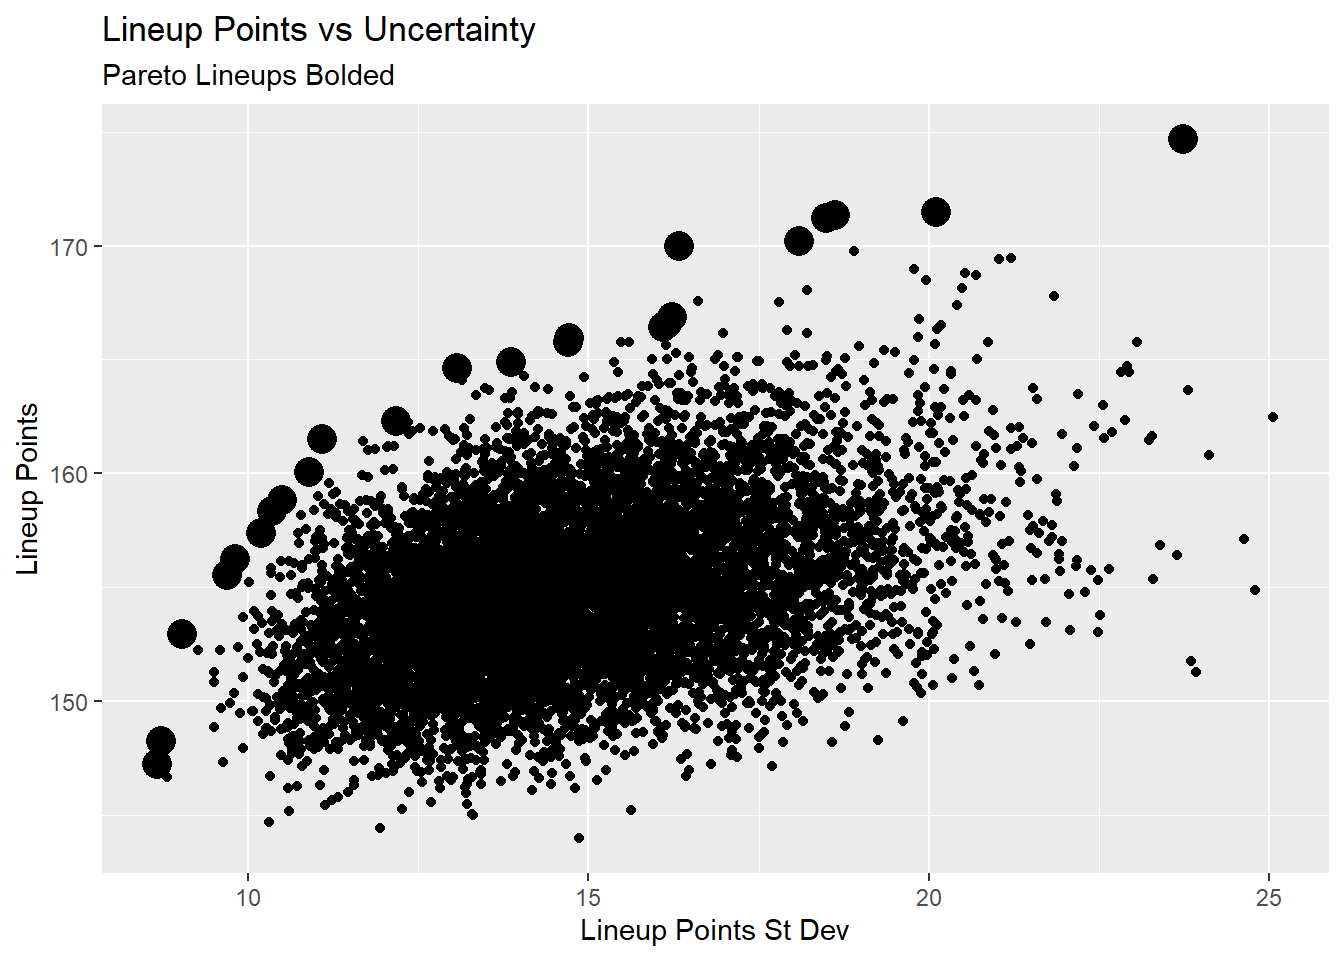 Lineup Points vs Uncertainty
Pareto Lineups Bolded
Lineup Points
170
160
150
10 15 20 25
Lineup Points St Dev